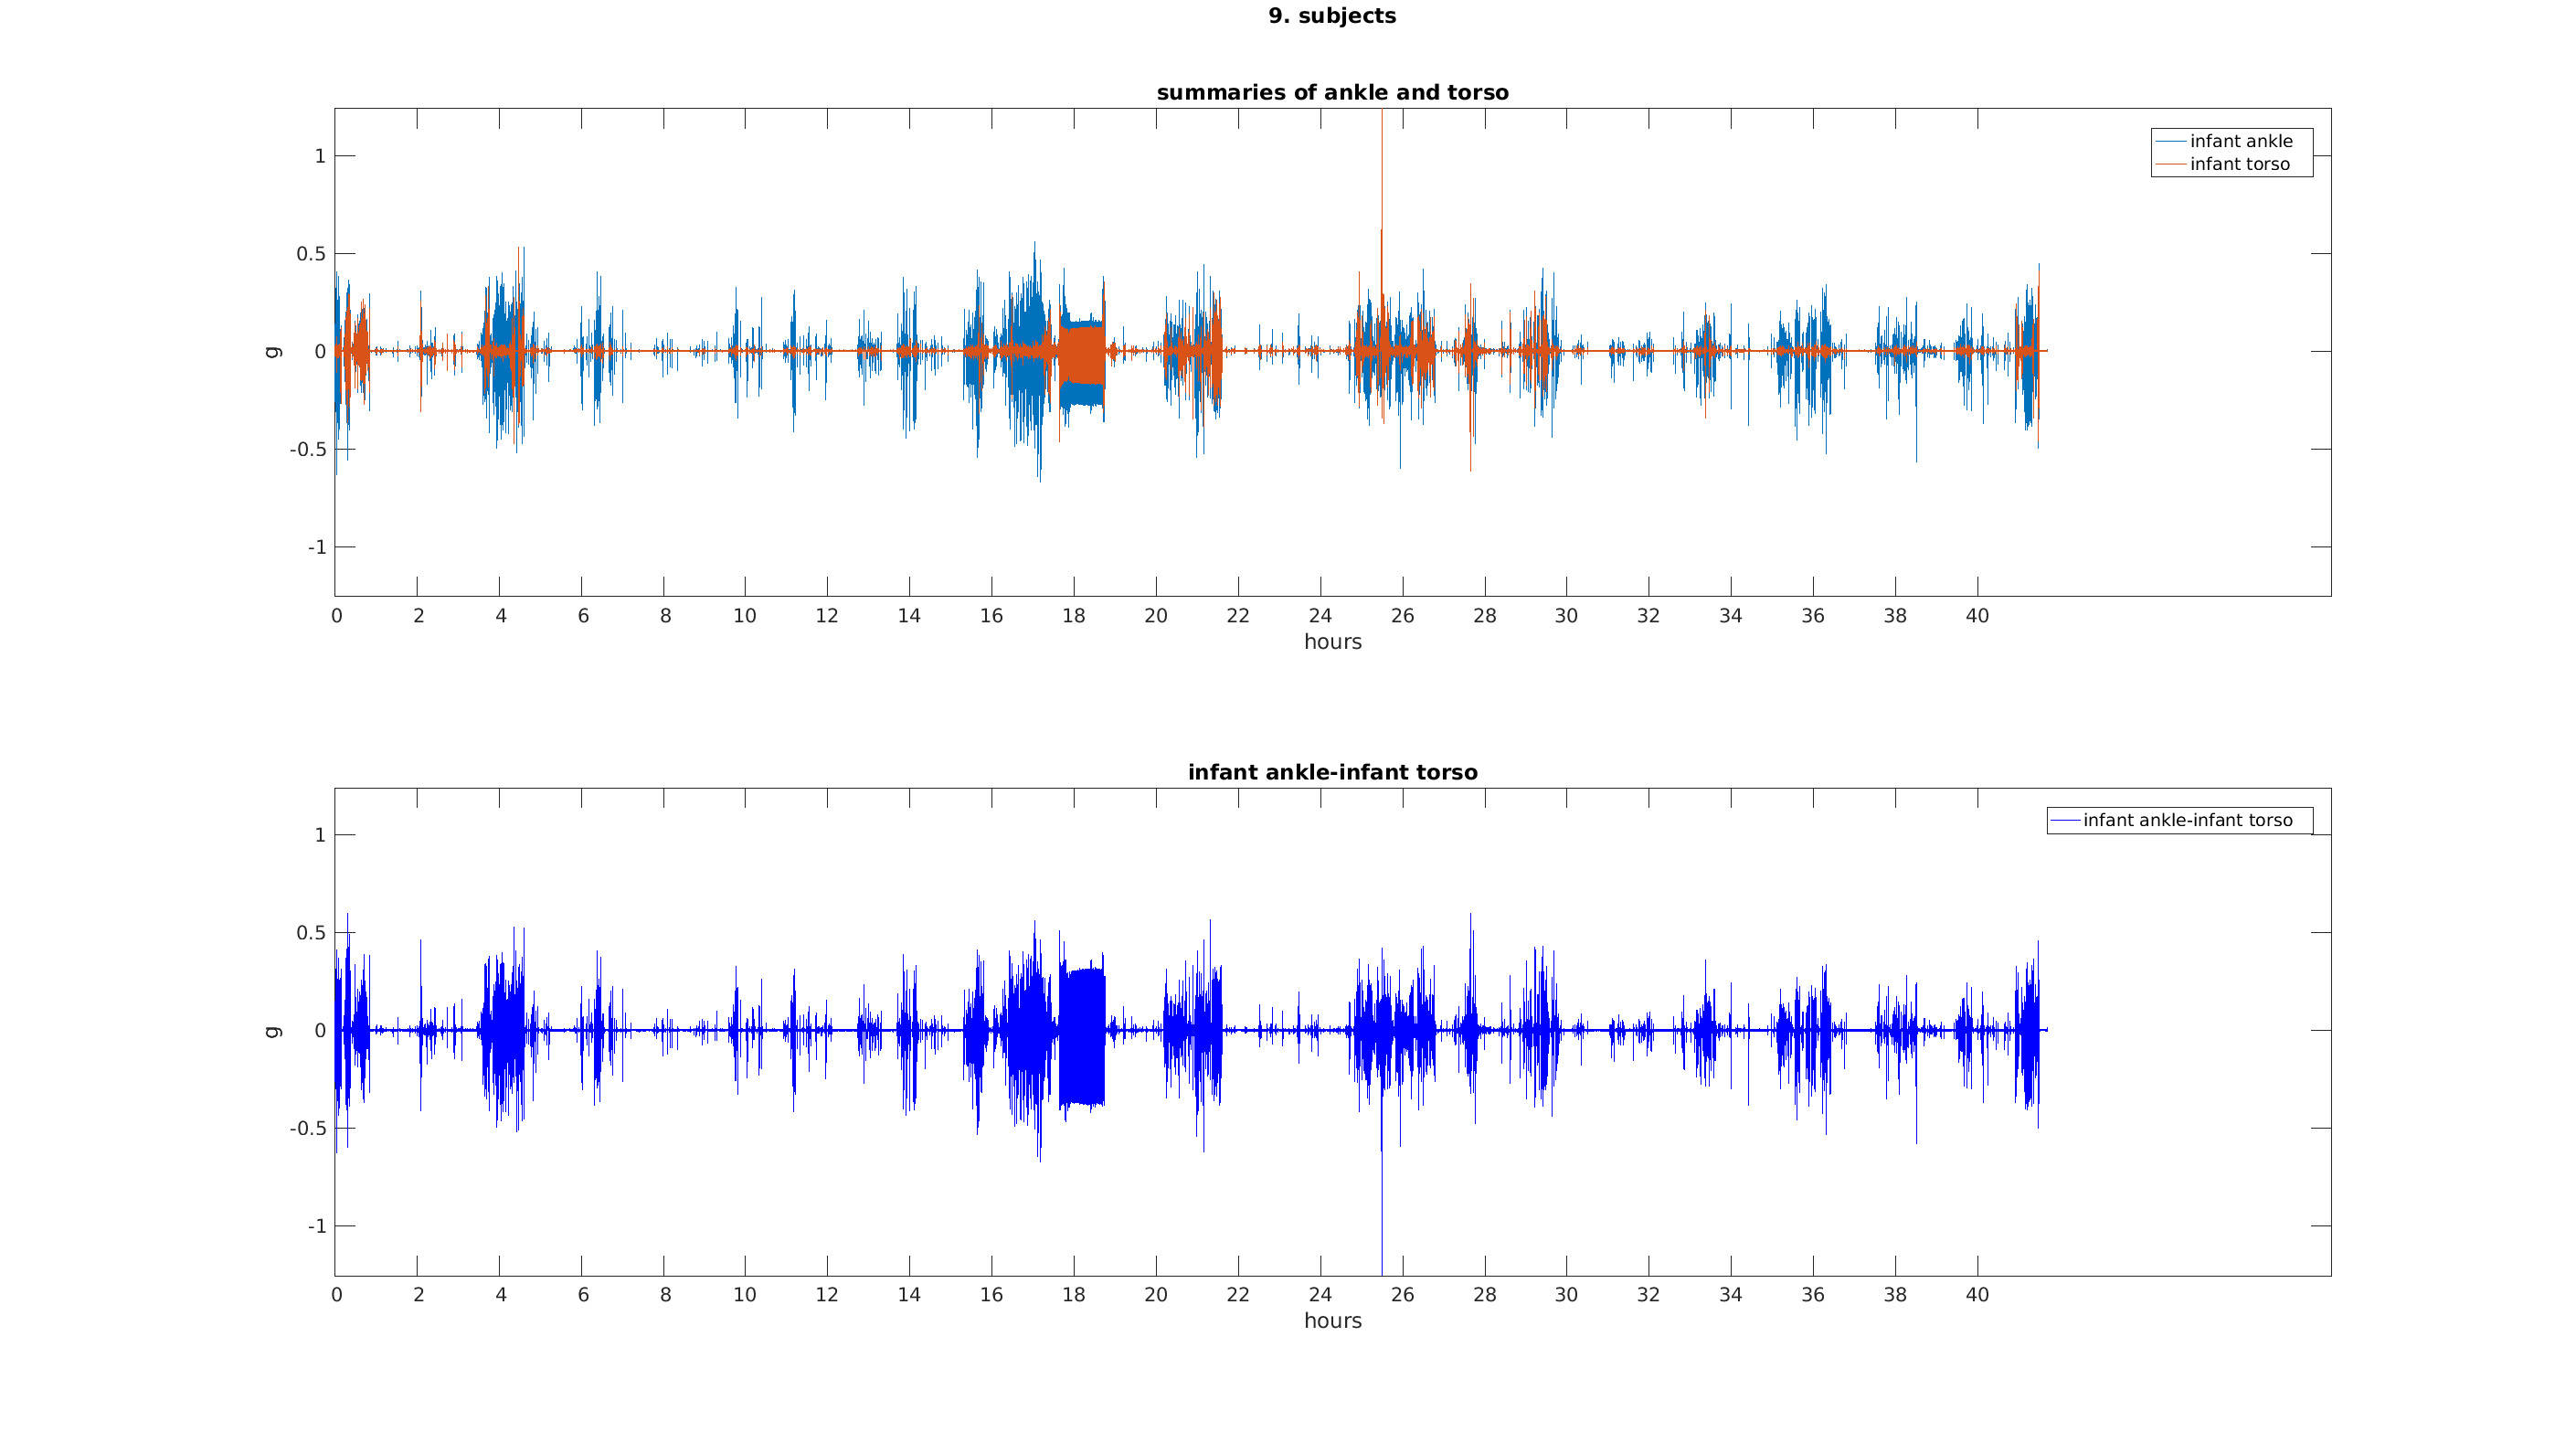 9. subjects
summaries of ankle and torso
infant ankle
infant torso
1
0.5
0
-0.5
-1
g
0 2 4 6 8 10 12 14 16 18 20 22 24 26 28 30 32 34 36 38 40
hours
infant ankle-infant torso
infant ankle-infant torso
1
0.5
0
-0.5
-1
g
0 2 4 6 8 10 12 14 16 18 20 22 24 26 28 30 32 34 36 38 40
hours